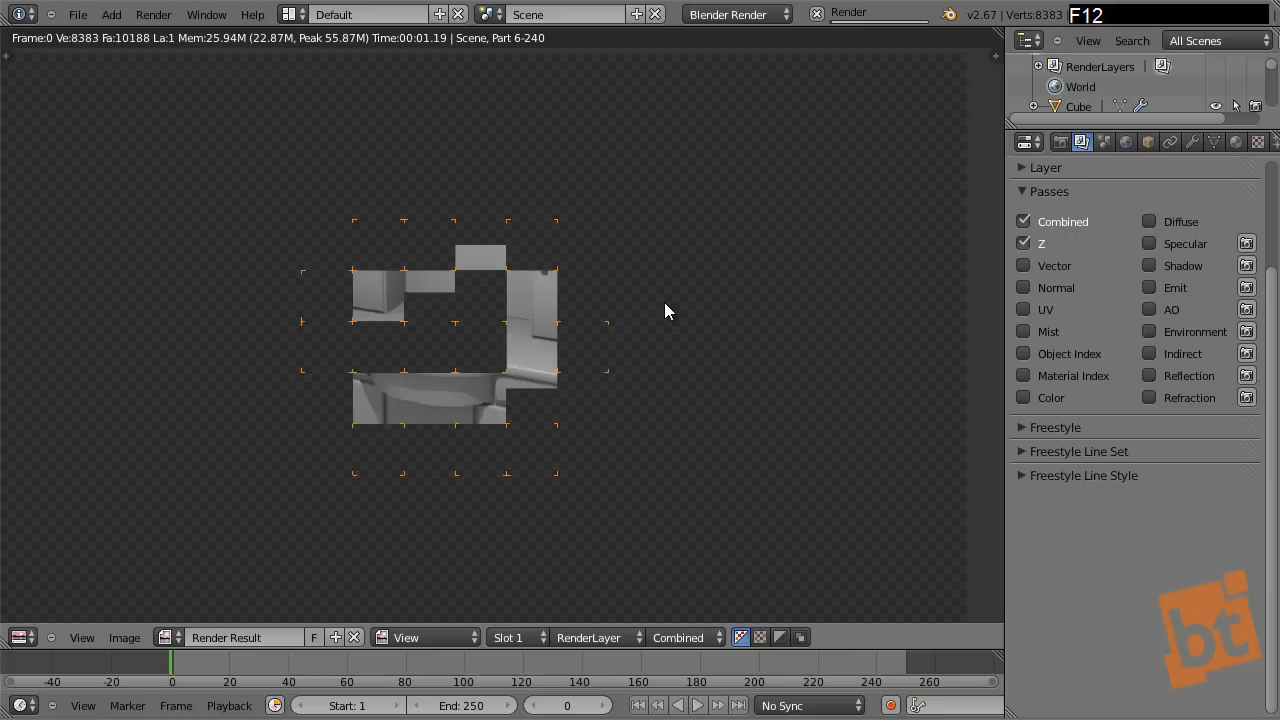 File Add Render Window Help Default Scene Blender Render Render v2.67 | Verts:8383 F12
Frame:0 Ve:8383 Fa:10188 La:1 Mem:25.94M (22.87M, Peak 55.87M) Time:00:01.19 | Scene, Part 6-240
View Search All Scenes
RenderLayers
World
Cube
Layer
Passes
Combined Diffuse
Z Specular
Vector Shadow
Normal Emit
UV AO
Mist Environment
Object Index Indirect
Material Index Reflection
Color Refraction
Freestyle
Freestyle Line Set
Freestyle Line Style
bt
View Image Render Result F View Slot 1 RenderLayer Combined
-40 -20 0 20 40 60 80 100 120 140 160 180 200 220 240 260
View Marker Frame Playback Start: 1 End: 250 0 No Sync